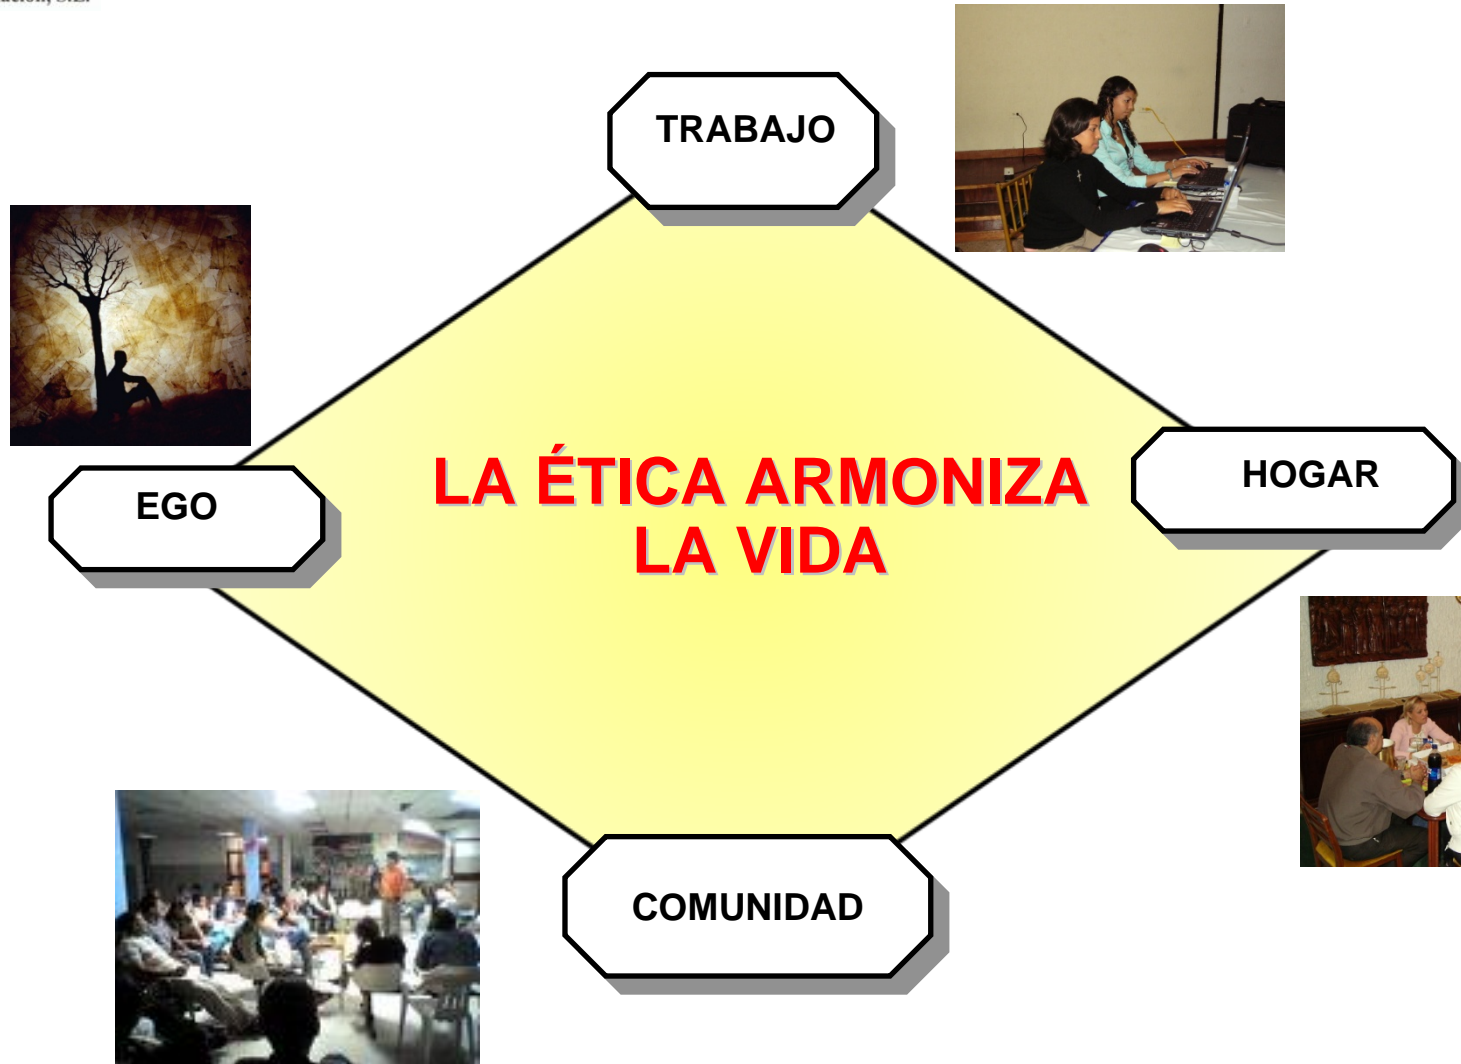 TRABAJO
EGO
LA ÉTICA ARMONIZA
LA VIDA
HOGAR
COMUNIDAD